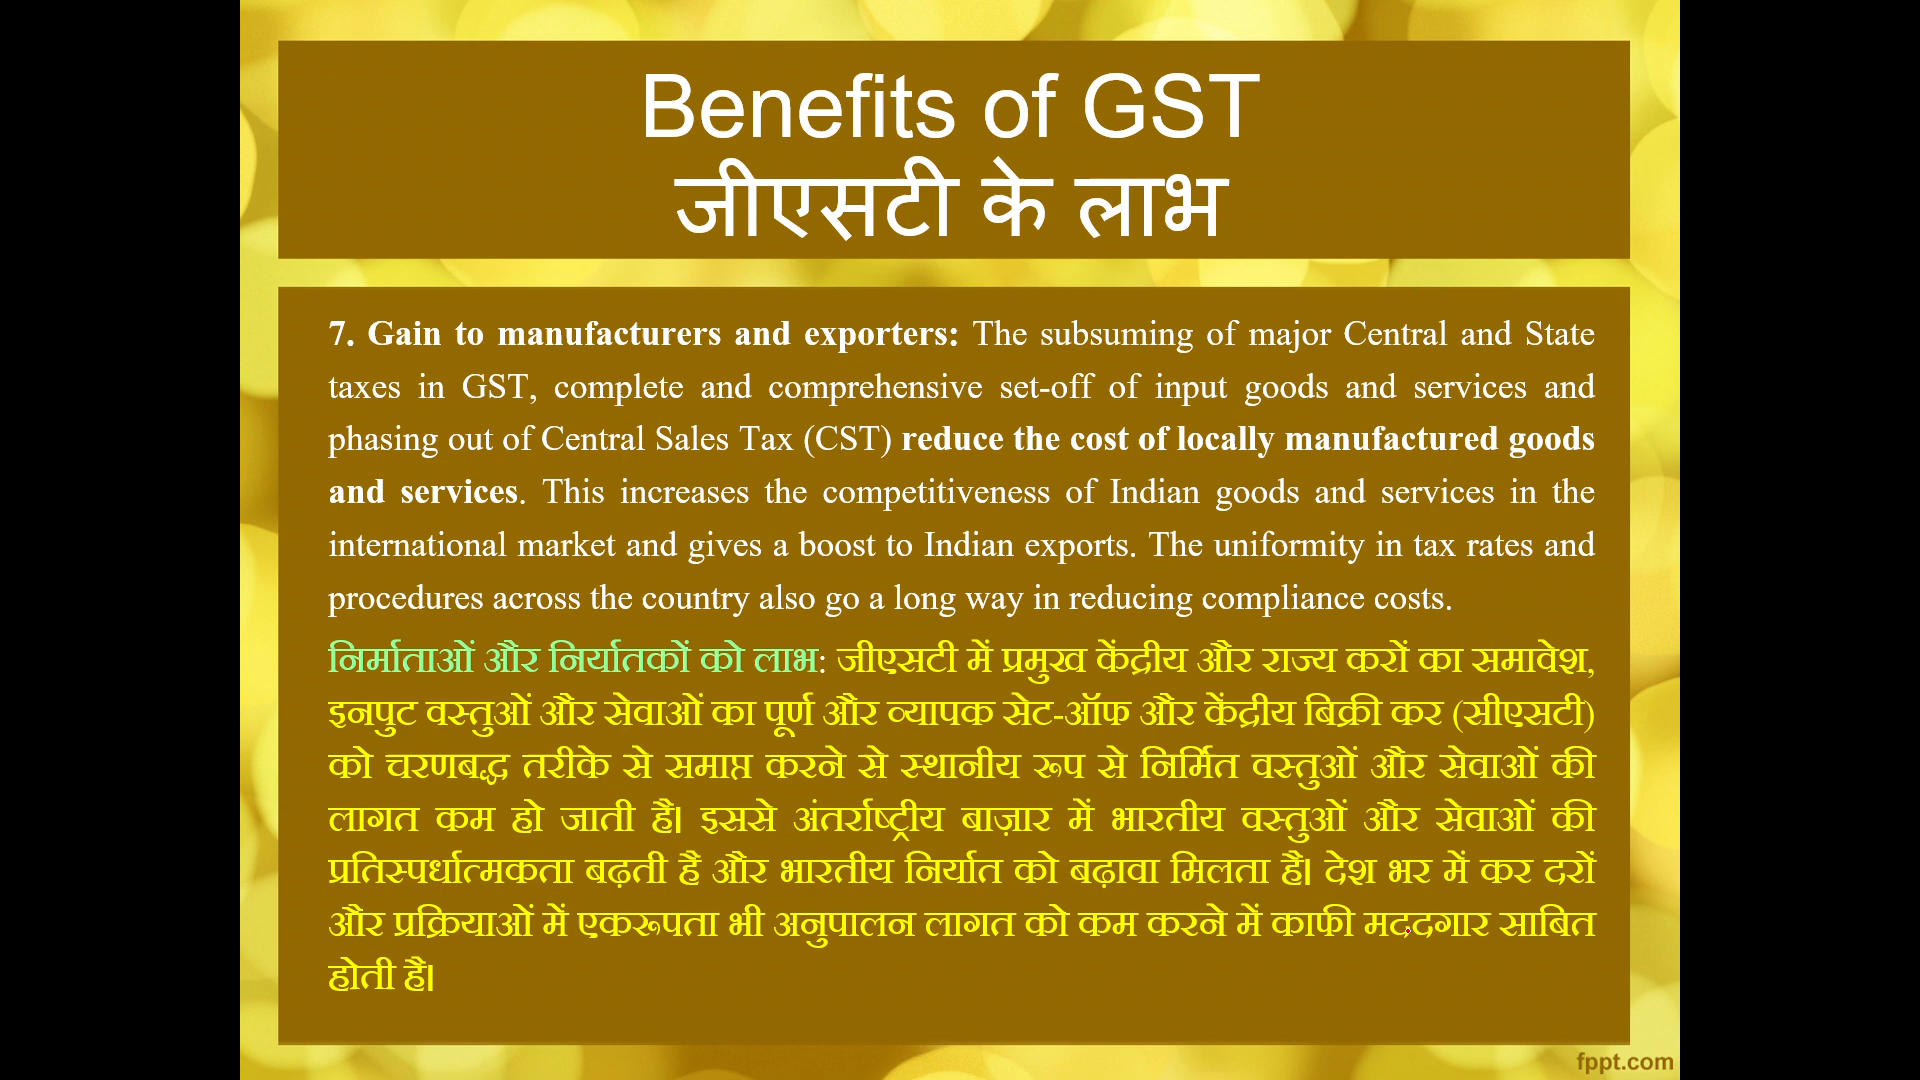 Benefits of GST
जीएसटी के लाभ
7. Gain to manufacturers and exporters: The subsuming of major Central and State
taxes in GST, complete and comprehensive set-off of input goods and services and
phasing out of Central Sales Tax (CST) reduce the cost of locally manufactured goods
and services. This increases the competitiveness of Indian goods and services in the
international market and gives a boost to Indian exports. The uniformity in tax rates and
procedures across the country also go a long way in reducing compliance costs.
निर्माताओं और निर्यातकों को लाभ: जीएसटी में प्रमुख केंद्रीय और राज्य करों का समावेश,
इनपुट वस्तुओं और सेवाओं का पूर्ण और व्यापक सेट-ऑफ और केंद्रीय बिक्री कर (सीएसटी)
को चरणबद्ध तरीके से समाप्त करने से स्थानीय रूप से निर्मित वस्तुओं और सेवाओं की
लागत कम हो जाती है। इससे अंतर्राष्ट्रीय बाज़ार में भारतीय वस्तुओं और सेवाओं की
प्रतिस्पर्धात्मकता बढ़ती है और भारतीय निर्यात को बढ़ावा मिलता है। देश भर में कर दरों
और प्रक्रियाओं में एकरूपता भी अनुपालन लागत को कम करने में काफी मददगार साबित
होती है।
fppt.com